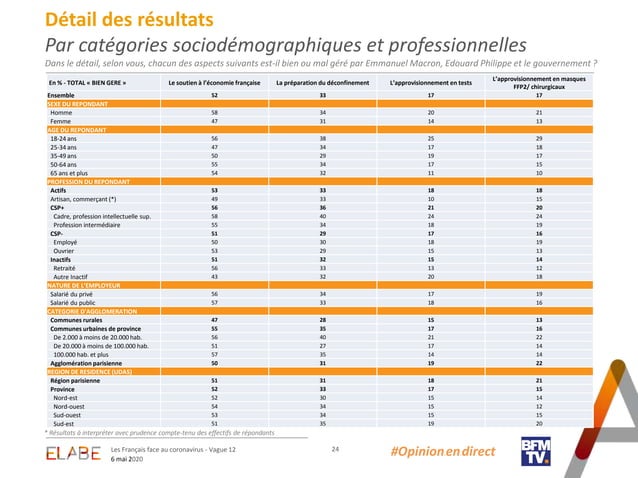 Détail des résultats
Par catégories sociodémographiques et professionnelles
Dans le détail, selon vous, chacun des aspects suivants est-il bien ou mal géré par Emmanuel Macron, Edouard Philippe et le gouvernement ?
En % - TOTAL « BIEN GERE » Le soutien à l'économie française La préparation du déconfinement L'approvisionnement en tests L'approvisionnement en masques FFP2/ chirurgicaux
Ensemble 52 33 17 17
SEXE DU REPONDANT
Homme 58 34 20 21
Femme 47 31 14 13
AGE DU REPONDANT
18-24 ans 56 38 25 29
25-34 ans 47 34 17 18
35-49 ans 50 29 19 17
50-64 ans 55 34 17 15
65 ans et plus 54 32 11 10
PROFESSION DU REPONDANT
Actifs 53 33 18 18
Artisan, commerçant (*) 49 33 10 15
CSP+ 56 36 21 20
Cadre, profession intellectuelle sup. 58 40 24 24
Profession intermédiaire 55 34 18 19
CSP- 51 29 17 16
Employé 50 30 18 19
Ouvrier 53 29 15 13
Inactifs 51 32 15 14
Retraité 56 33 13 12
Autre Inactif 43 32 20 18
NATURE DE L'EMPLOYEUR
Salarié du privé 56 34 17 19
Salarié du public 57 33 18 16
CATEGORIE D'AGGLOMERATION
Communes rurales 47 28 15 13
Communes urbaines de province 55 35 17 16
De 2.000 à moins de 20.000 hab. 56 40 21 22
De 20.000 à moins de 100.000 hab. 51 27 17 14
100.000 hab. et plus 57 35 14 14
Agglomération parisienne 50 31 19 22
REGION DE RESIDENCE (UDA5)
Région parisienne 51 31 18 21
Province 52 33 17 15
Nord-est 52 30 15 14
Nord-ouest 54 34 15 12
Sud-ouest 53 34 15 15
Sud-est 51 35 19 20
* Résultats à interpréter avec prudence compte-tenu des effectifs de répondants
ELABE
Les Français face au coronavirus - Vague 12
6 mai 2020
24
#Opinion en direct
BFM
TV.